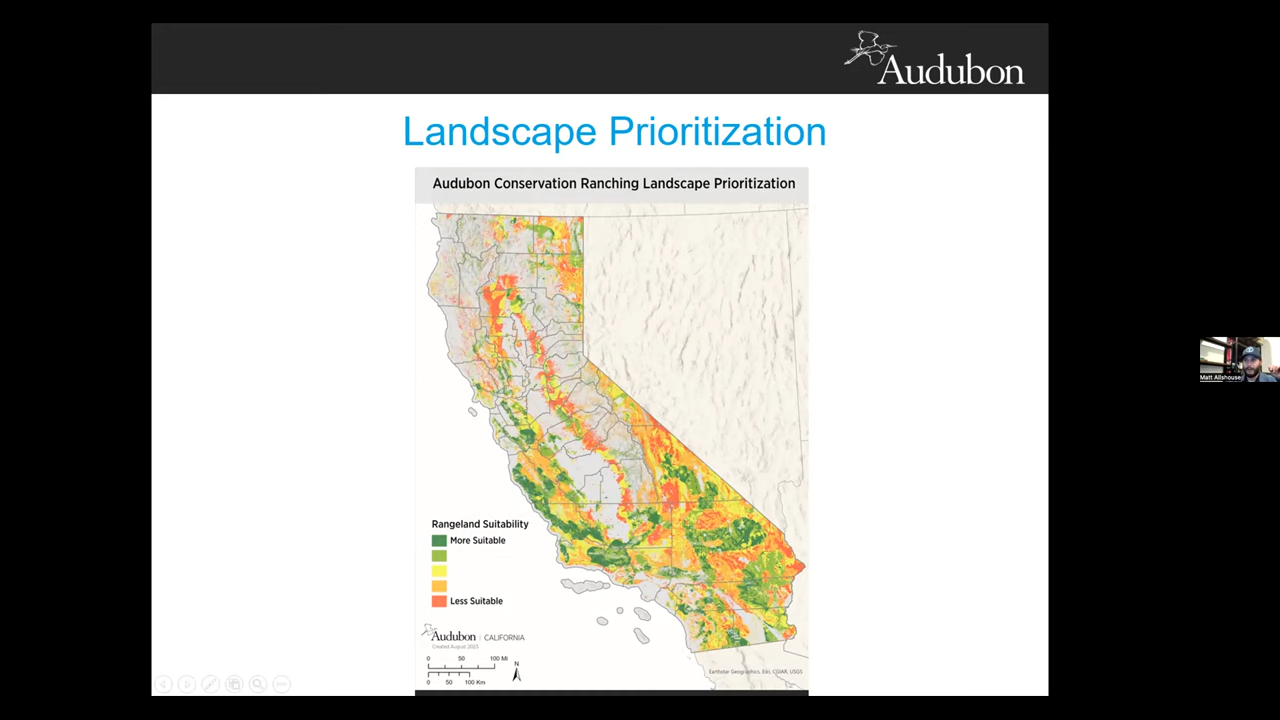 Audubon
Landscape Prioritization
Audubon Conservation Ranching Landscape Prioritization
Rangeland Suitability
More Suitable
Less Suitable
Audubon | CALIFORNIA
Created August 2023
0 50 100 Mi
0 50 100 Km
N
Earthstar Geographics, Esri, CGIAR, USGS
Matt Allshouse